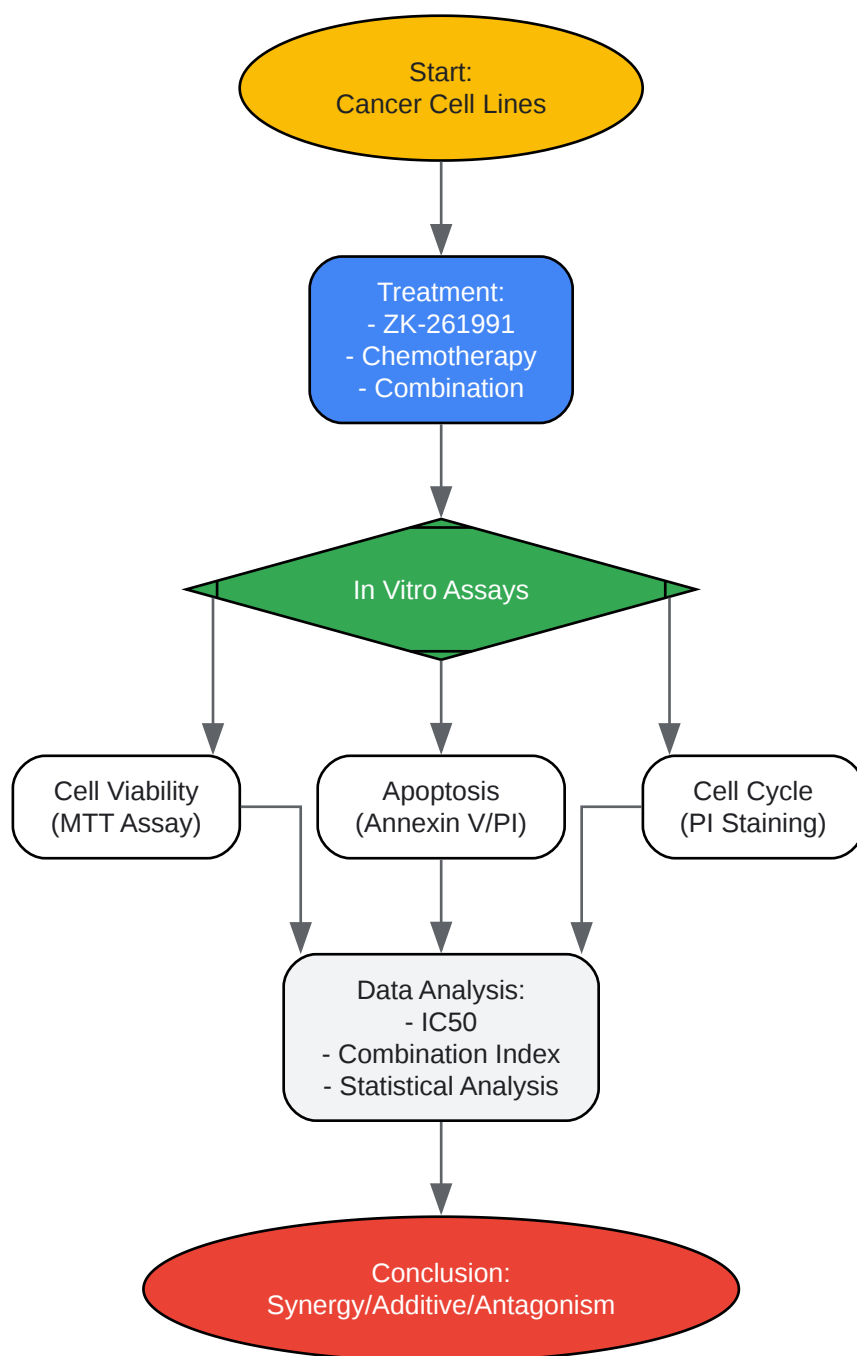 Start:
Cancer Cell Lines
Treatment:
- ZK-261991
- Chemotherapy
- Combination
In Vitro Assays
Cell Viability
(MTT Assay)
Apoptosis
(Annexin V/PI)
Cell Cycle
(PI Staining)
Data Analysis:
- IC50
- Combination Index
- Statistical Analysis
Conclusion:
Synergy/Additive/Antagonism